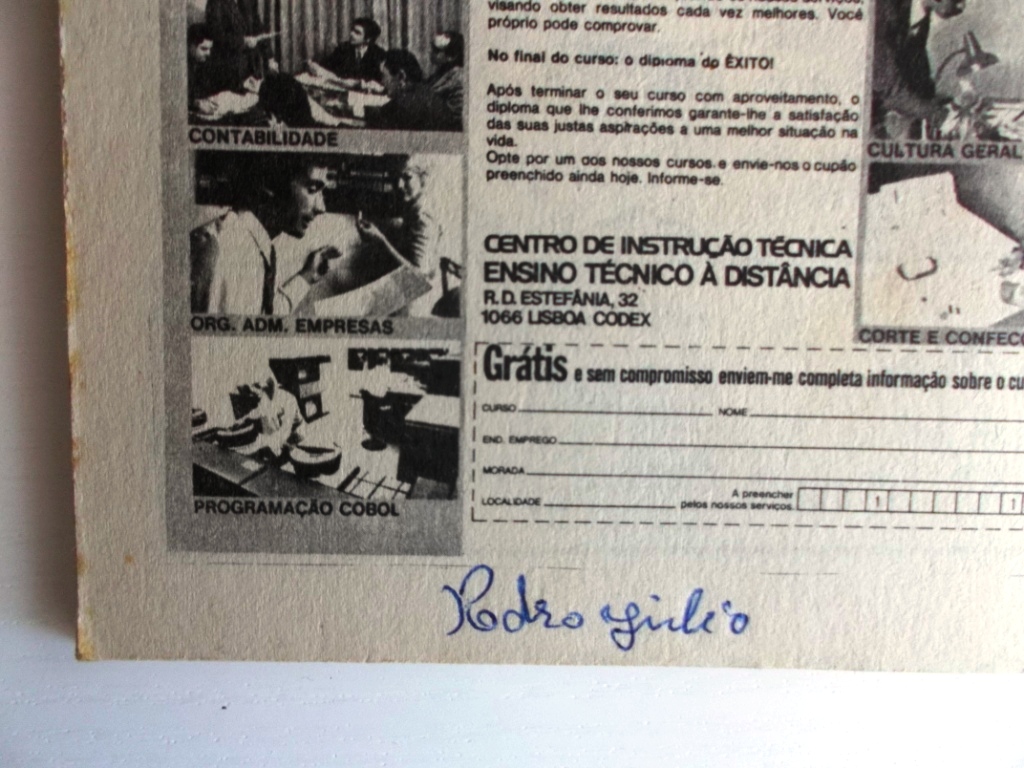 visando obter resultados cada vez melhores. Você
próprio pode comprovar.
No final do curso: o diploma do ÊXITO!
Após terminar o seu curso com aproveitamento, o
diploma que lhe conferimos garante-lhe a satisfação
das suas justas aspirações a uma melhor situação na
vida.
Opte por um dos nossos cursos e envie-nos o cupão
preenchido ainda hoje. Informe-se.
CENTRO DE INSTRUÇÃO TÉCNICA
ENSINO TÉCNICO À DISTÂNCIA
R. D. ESTEFÂNIA, 32
1066 LISBOA CODEX
CONTABILIDADE
ORG. ADM. EMPRESAS
PROGRAMAÇÃO COBOL
CULTURA GERAL
CORTE E CONFECÇ
Grátis e sem compromisso enviem-me completa informação sobre o cu
CURSO NOME
END. EMPREGO
MORADA
LOCALIDADE A preencher
pelos nossos serviços 1 1
Pedro Júlio